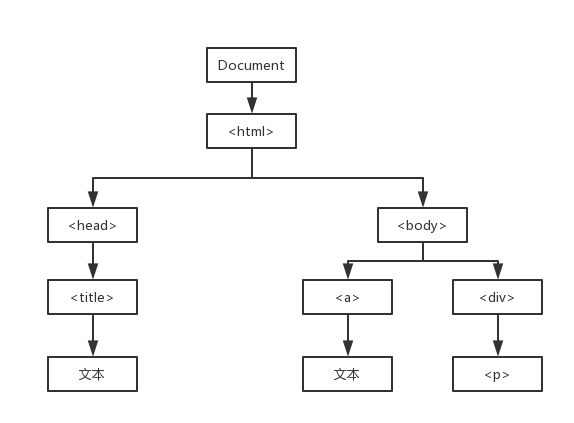 Document
<html>
<head>
<body>
<title>
<a>
<div>
文本
文本
<p>